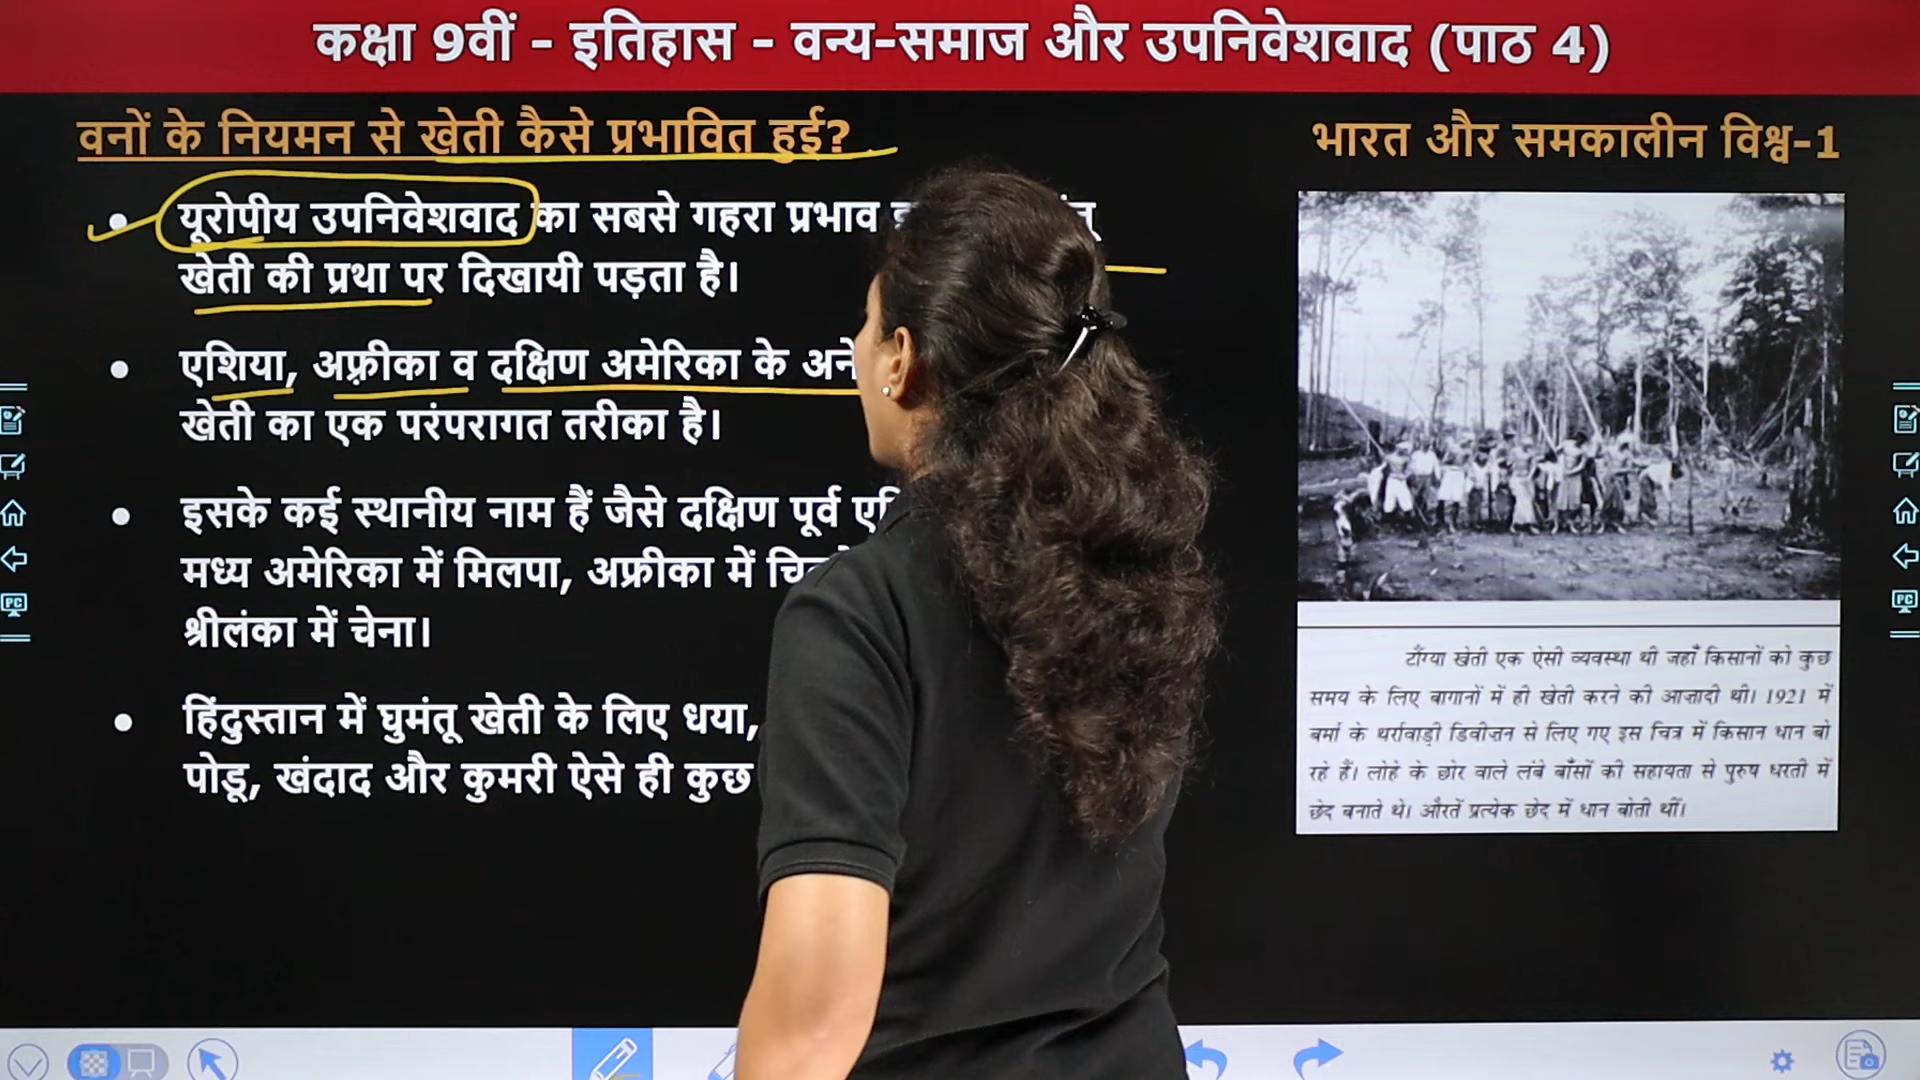 कक्षा 9वीं - इतिहास - वन्य-समाज और उपनिवेशवाद (पाठ 4)
वनों के नियमन से खेती कैसे प्रभावित हुई?
यूरोपीय उपनिवेशवाद का सबसे गहरा प्रभाव
खेती की प्रथा पर दिखायी पड़ता है।
एशिया, अफ़्रीका व दक्षिण अमेरिका के
खेती का एक परंपरागत तरीका है।
इसके कई स्थानीय नाम हैं जैसे दक्षिण पूर्व
मध्य अमेरिका में मिलपा, अफ्रीका में
श्रीलंका में चेना।
हिंदुस्तान में घुमंतू खेती के लिए धया,
पोडू, खंदाद और कुमरी ऐसे ही कुछ
भारत और समकालीन विश्व-1
टौंग्या खेती एक ऐसी व्यवस्था थी जहाँ किसानों को कुछ
समय के लिए बागानों में ही खेती करने की आज़ादी थी। 1921 में
बर्मा के थर्रावाड़ी डिवीज़न से लिए गए इस चित्र में किसान धान बो
रहे हैं। लोहे के छोर वाले लंबे बाँसों की सहायता से पुरुष धरती में
छेद बनाते थे। औरतें प्रत्येक छेद में धान बोती थीं।
PC
PC